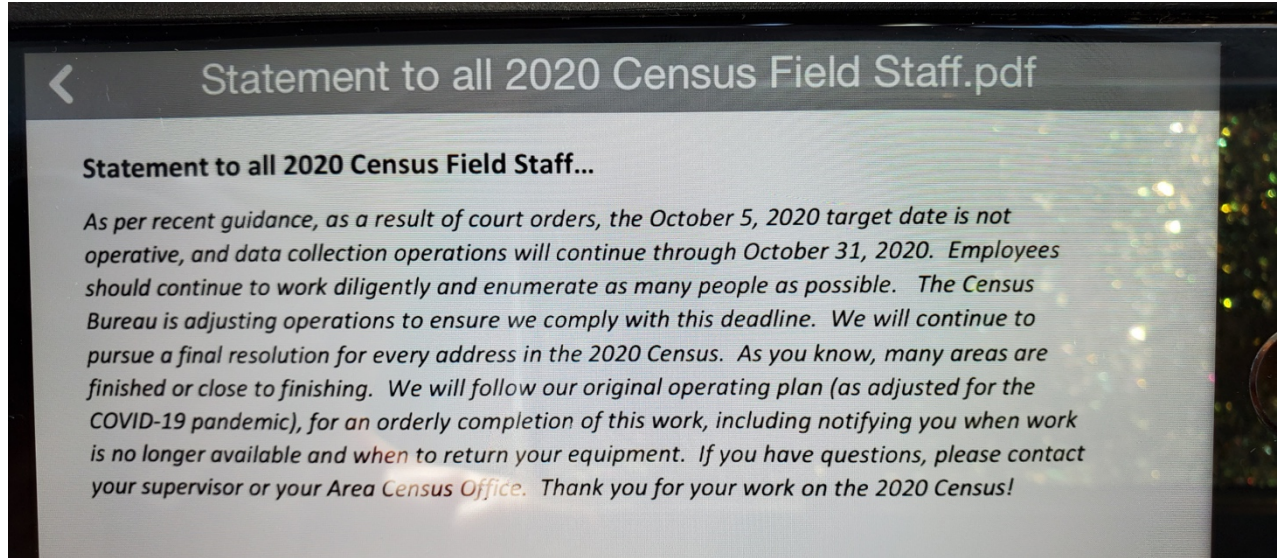 Statement to all 2020 Census Field Staff.pdf
Statement to all 2020 Census Field Staff...
As per recent guidance, as a result of court orders, the October 5, 2020 target date is not
operative, and data collection operations will continue through October 31, 2020.  Employees
should continue to work diligently and enumerate as many people as possible.   The Census
Bureau is adjusting operations to ensure we comply with this deadline.  We will continue to
pursue a final resolution for every address in the 2020 Census.  As you know, many areas are
finished or close to finishing.  We will follow our original operating plan (as adjusted for the
COVID-19 pandemic), for an orderly completion of this work, including notifying you when work
is no longer available and when to return your equipment.  If you have questions, please contact
your supervisor or your Area Census Office.  Thank you for your work on the 2020 Census!